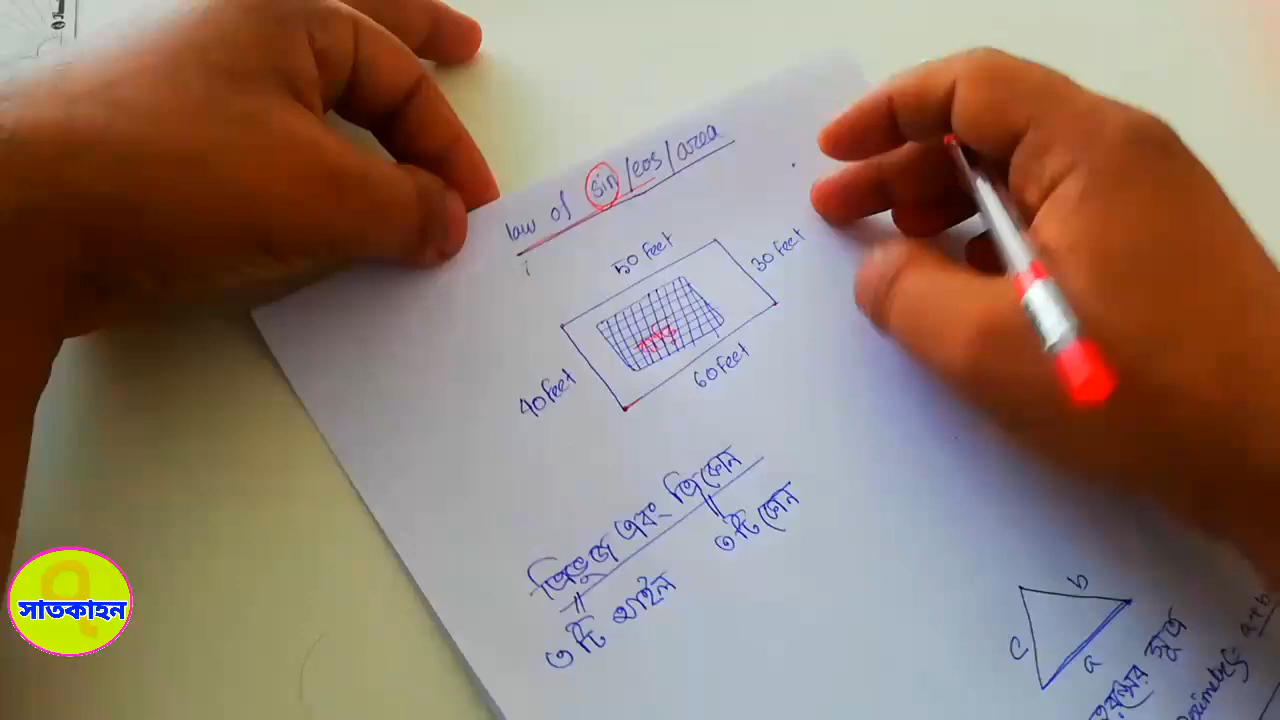 law of sin/cos/area
50 feet
30 feet
40 feet
60 feet
ত্রিভুজ এবং ত্রিকোন
৩টি কোন
৩টি
b
c
a
a+b
সাতকাহন